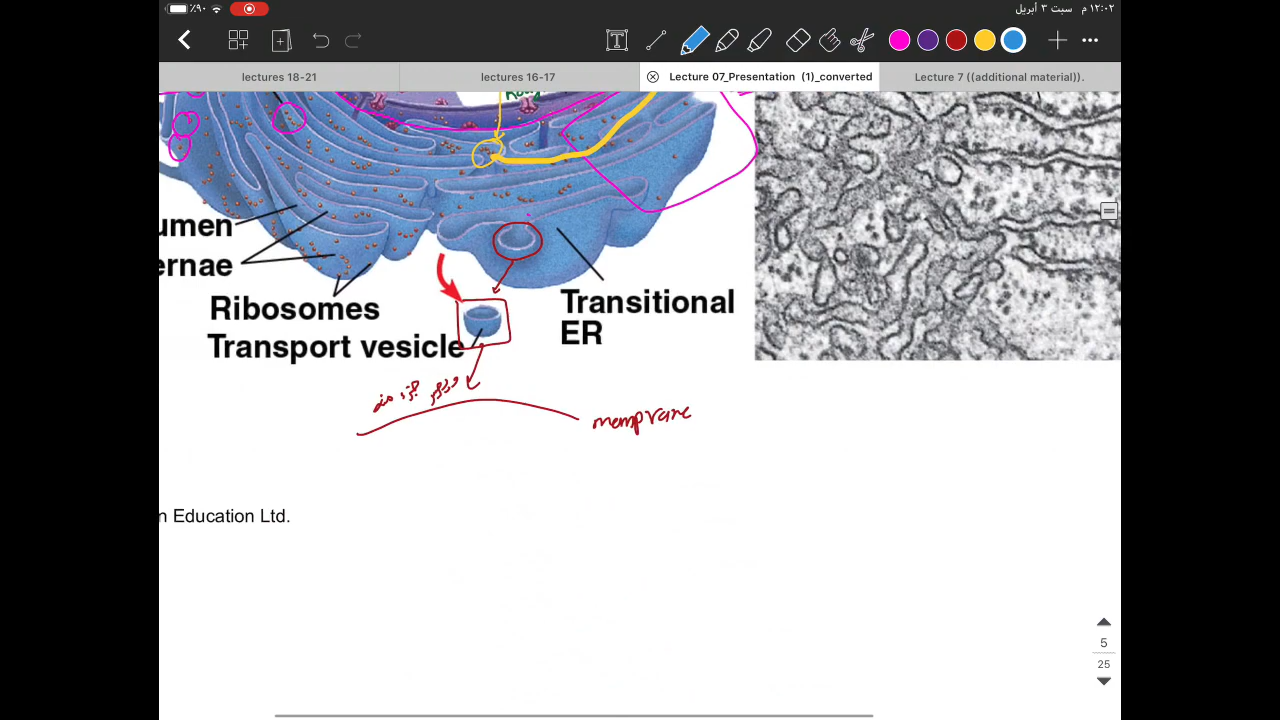 ٪٩٠
١٢:٠٢ م سبت ٣ أبريل
lectures 18-21
lectures 16-17
Lecture 07_Presentation (1)_converted
Lecture 7 ((additional material)).
umen
ernae
Ribosomes
Transport vesicle
Transitional
ER
memprane
n Education Ltd.
5
25